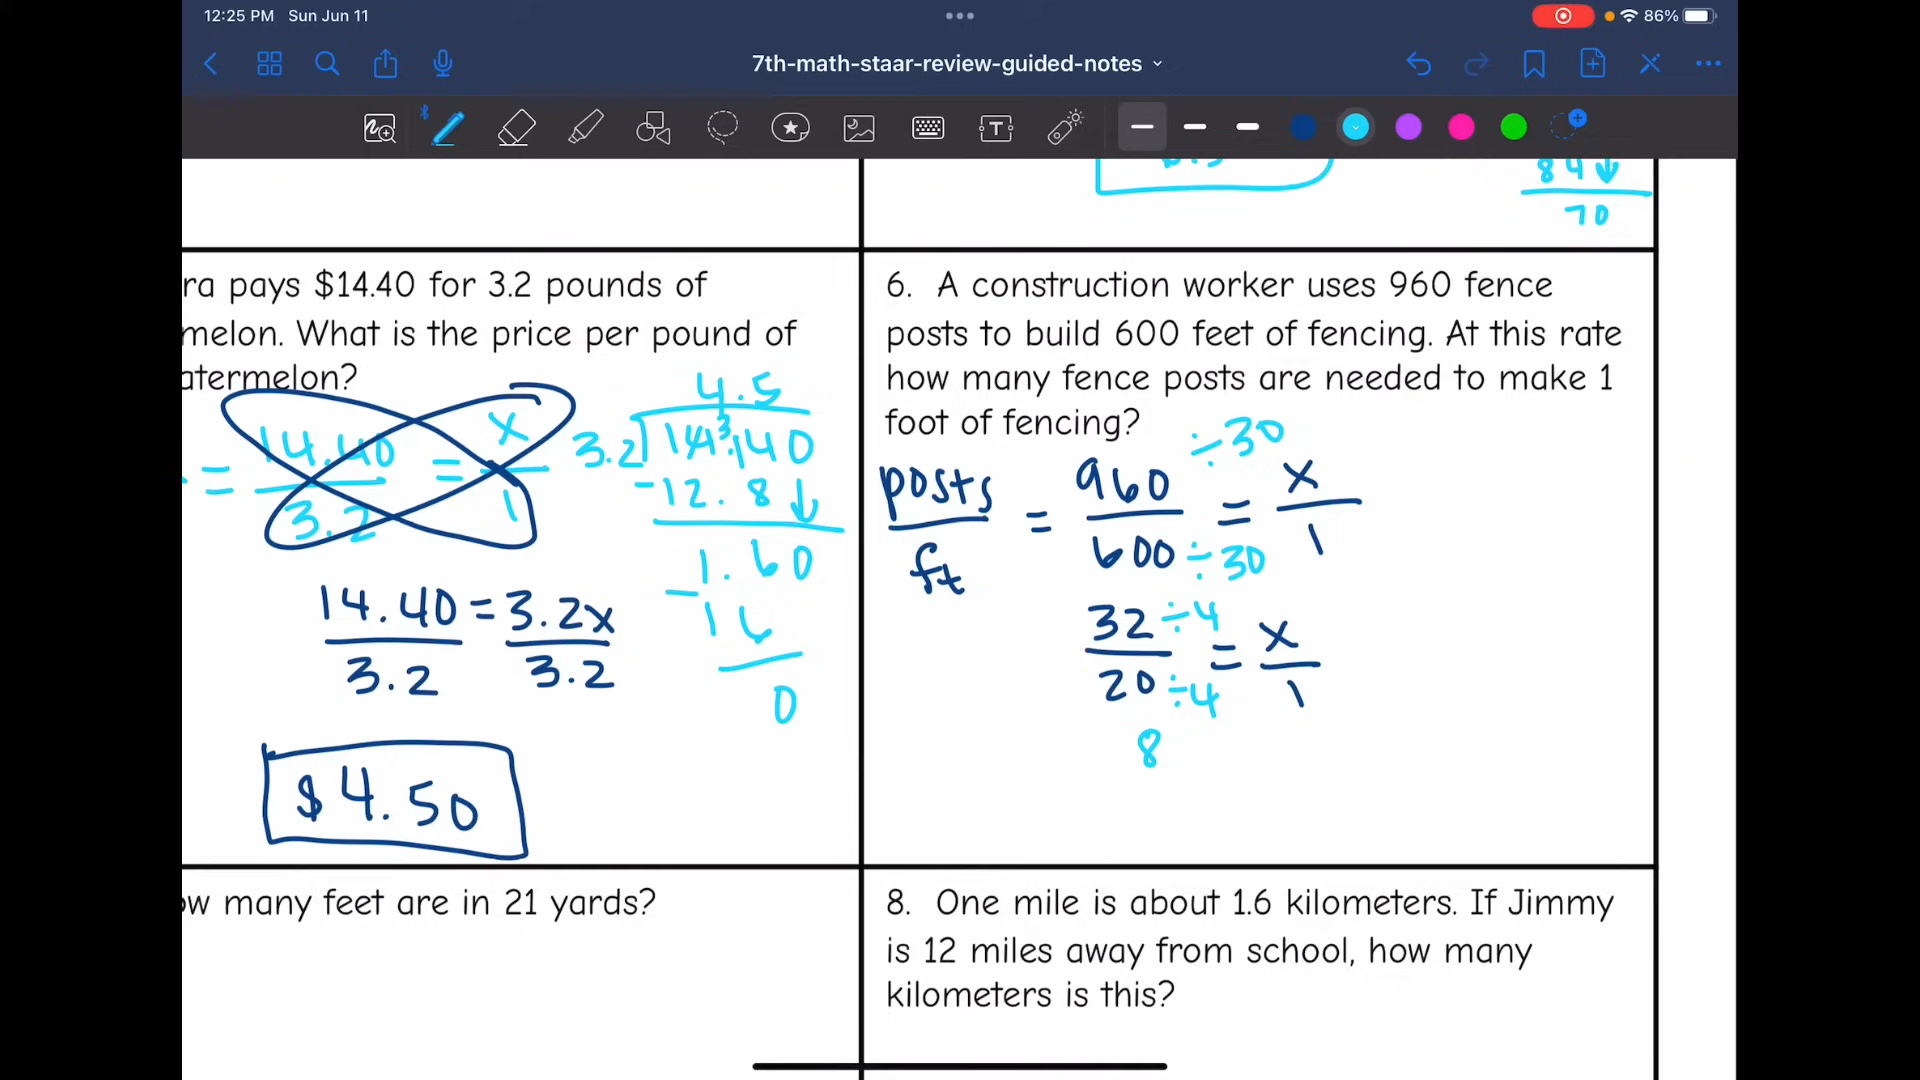 12:25 PM Sun Jun 11
86%
7th-math-staar-review-guided-notes
84↓
70
ra pays $14.40 for 3.2 pounds of
melon. What is the price per pound of
atermelon?
= 14.40/3.2 = x/1
4.5
3.2
-12.8↓
1.60
-16
0
14.40 = 3.2x
3.2 3.2
$4.50
6. A construction worker uses 960 fence
posts to build 600 feet of fencing. At this rate
how many fence posts are needed to make 1
foot of fencing?
÷30
posts/ft = 960/600 = x/1
÷30
32 ÷4
20 ÷4
= x/1
8
ow many feet are in 21 yards?
8. One mile is about 1.6 kilometers. If Jimmy
is 12 miles away from school, how many
kilometers is this?